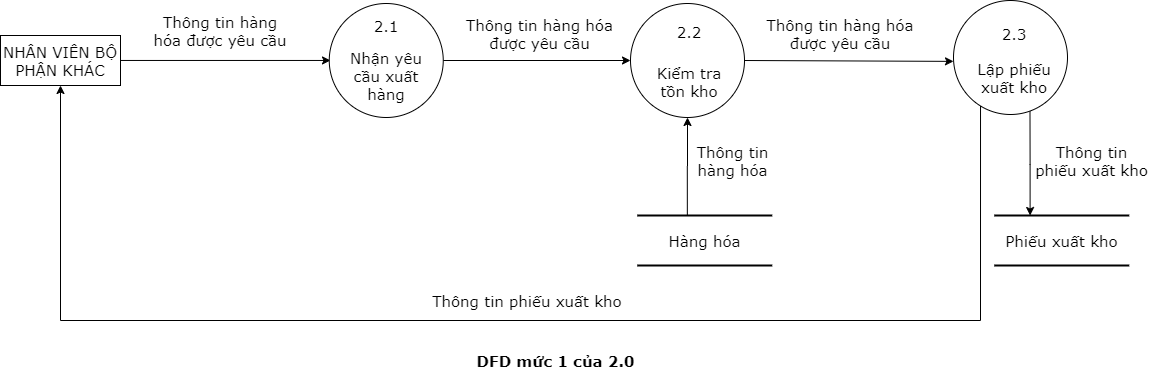 NHÂN VIÊN BỘ
PHẬN KHÁC
Thông tin hàng
hóa được yêu cầu
2.1
Nhận yêu
cầu xuất
hàng
Thông tin hàng hóa
được yêu cầu
2.2
Kiểm tra
tồn kho
Thông tin hàng hóa
được yêu cầu
2.3
Lập phiếu
xuất kho
Thông tin
hàng hóa
Thông tin
phiếu xuất kho
Hàng hóa
Phiếu xuất kho
Thông tin phiếu xuất kho
DFD mức 1 của 2.0